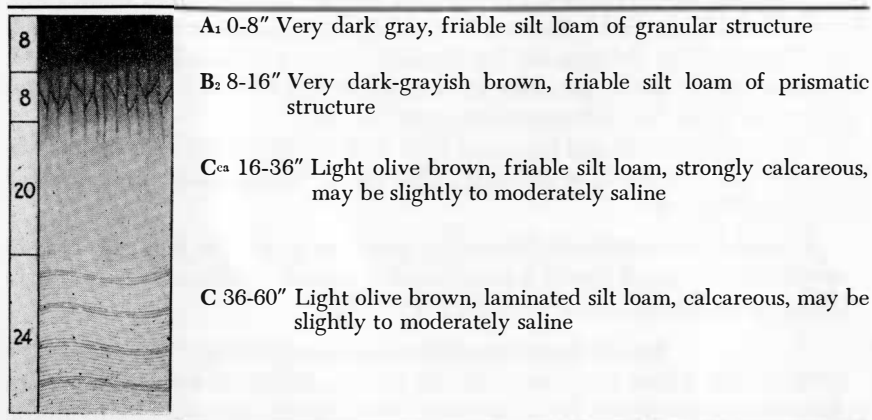 8
A₁ 0-8″ Very dark gray, friable silt loam of granular structure
8
B₂ 8-16″ Very dark-grayish brown, friable silt loam of prismatic
structure
20
Cca 16-36″ Light olive brown, friable silt loam, strongly calcareous,
may be slightly to moderately saline
24
C 36-60″ Light olive brown, laminated silt loam, calcareous, may be
slightly to moderately saline